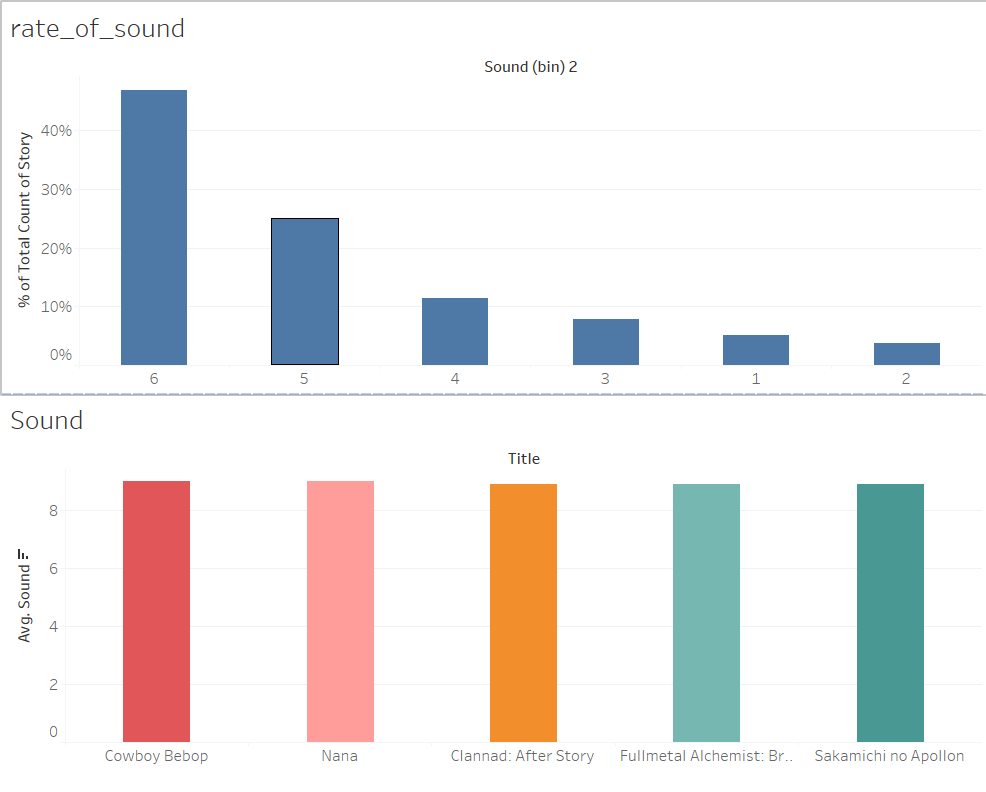 rate_of_sound
Sound (bin) 2
% of Total Count of Story
40%
30%
20%
10%
0%
6 5 4 3 1 2
Sound
Title
Avg. Sound
8
6
4
2
0
Cowboy Bebop Nana Clannad: After Story Fullmetal Alchemist: Br.. Sakamichi no Apollon